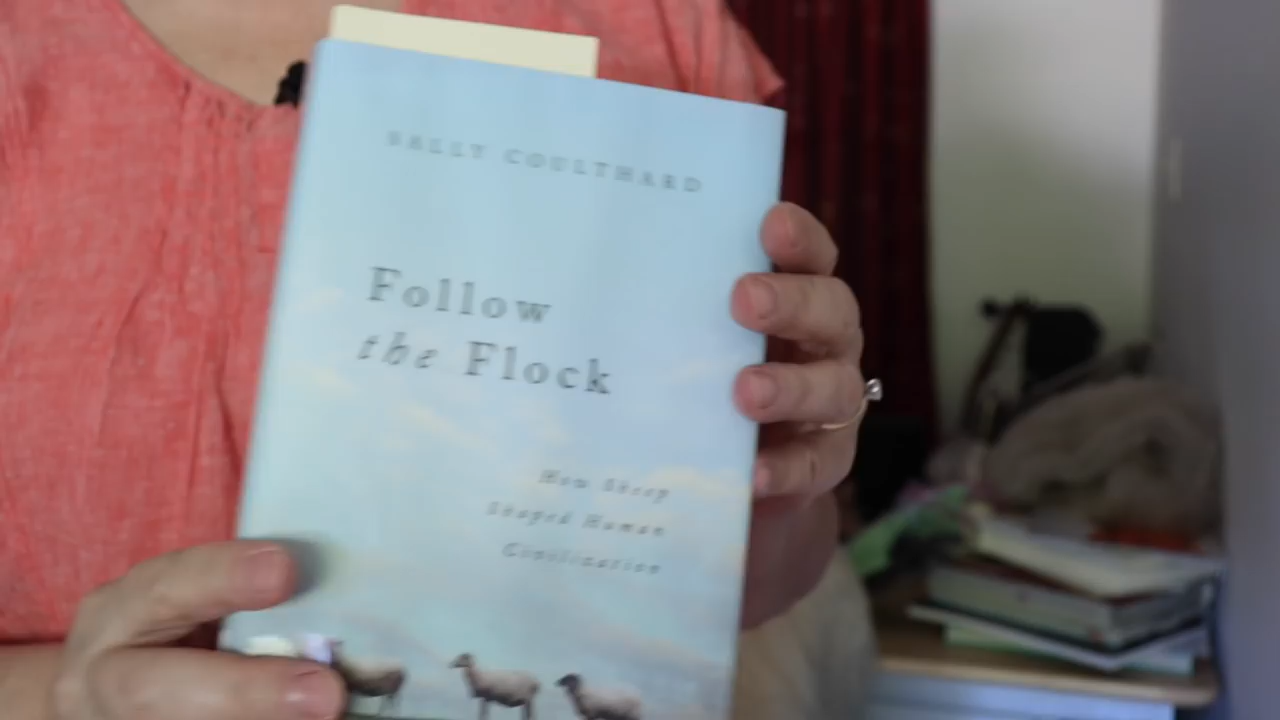 SALLY COULTHARD
Follow
the Flock
How Sheep
Shaped Human
Civilization